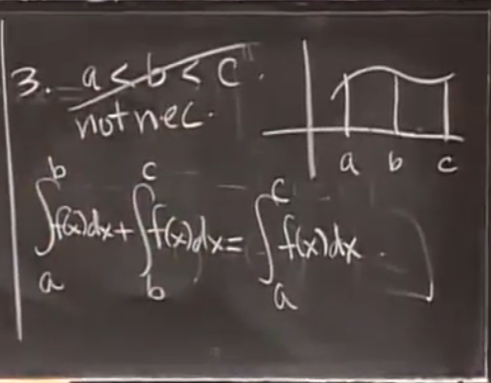 3. a < b < c.
not nec.
a b c
∫_a^b f(x)dx + ∫_b^c f(x)dx = ∫_a^c f(x)dx.